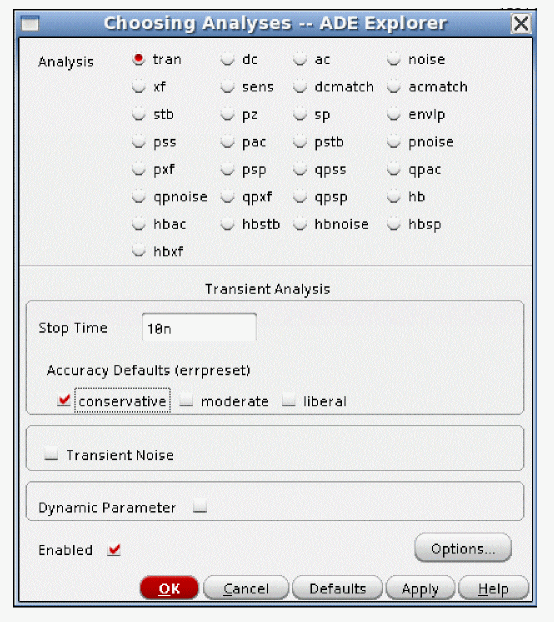 Choosing Analyses -- ADE Explorer
Analysis tran dc ac noise
xf sens dcmatch acmatch
stb pz sp envlp
pss pac pstb pnoise
pxf psp qpss qpac
qpnoise qpxf qpsp hb
hbac hbstb hbnoise hbsp
hbxf
Transient Analysis
Stop Time 10n
Accuracy Defaults (errpreset)
conservative moderate liberal
Transient Noise
Dynamic Parameter
Enabled Options...
OK Cancel Defaults Apply Help